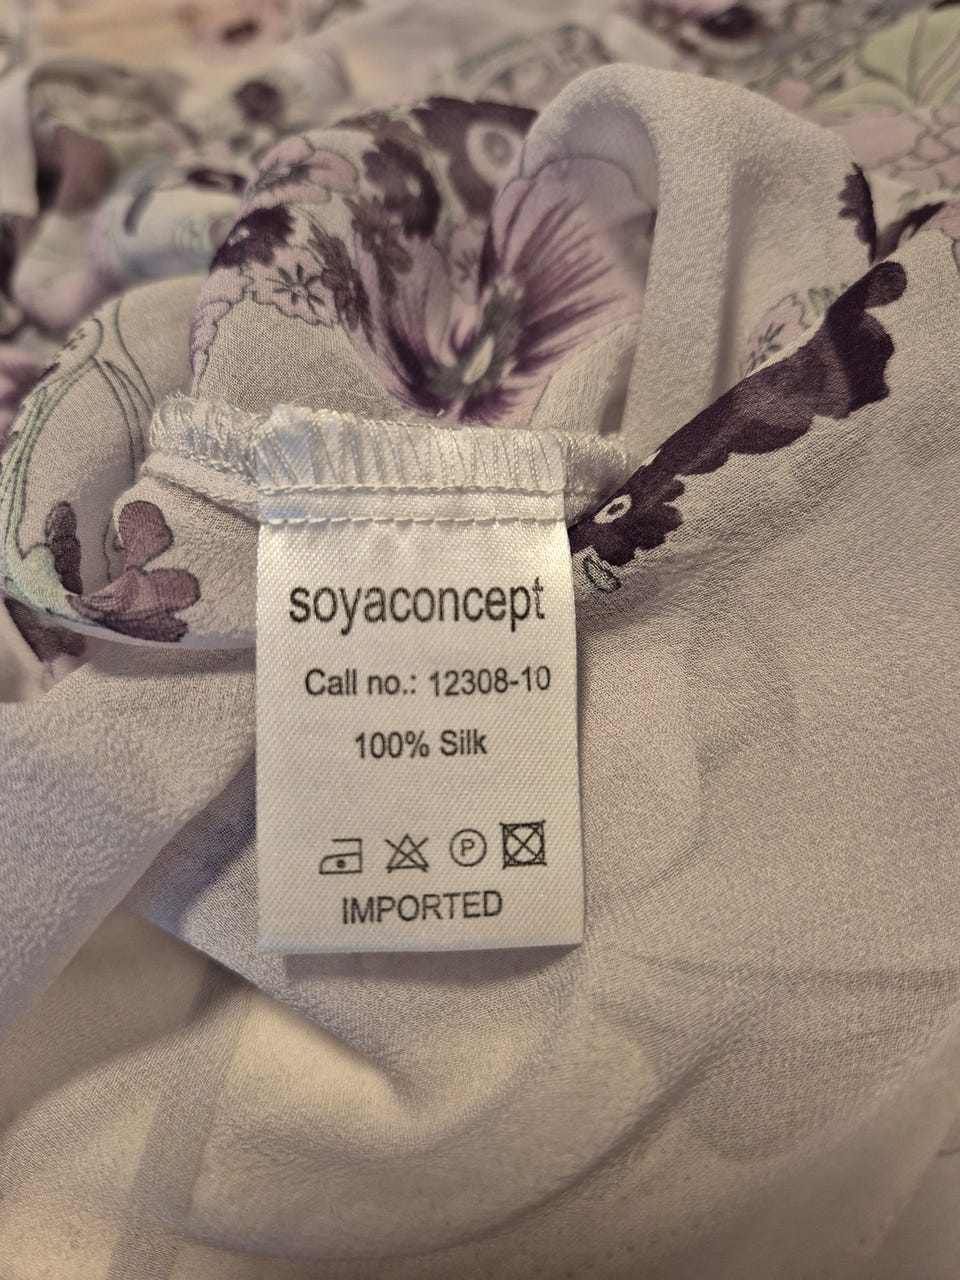 soyaconcept
Call no.: 12308-10
100% Silk
P
IMPORTED